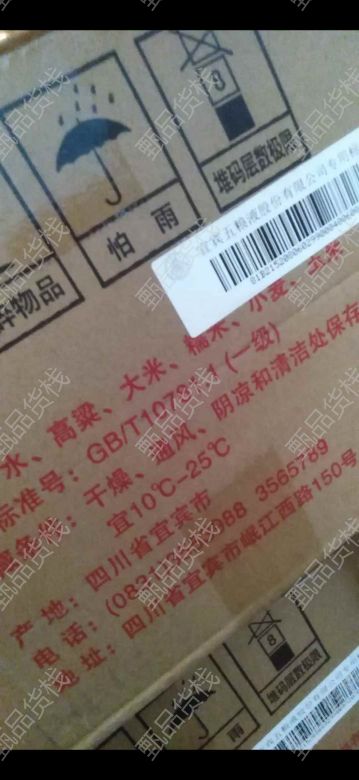 怕 雨
8
堆码层数极限
碎物品
宜宾五粮液股份有限公司专用
水、高粱、大米、糯米、小麦、玉米
标准号：GB/T10781.1 (一级)
干燥、通风、阴凉和清洁处保存
宜10℃-25℃
产 地：四川省宜宾市
电话：(0831) 3565789
地址：四川省宜宾市岷江西路150号
8
堆码层数极限
甄品货栈